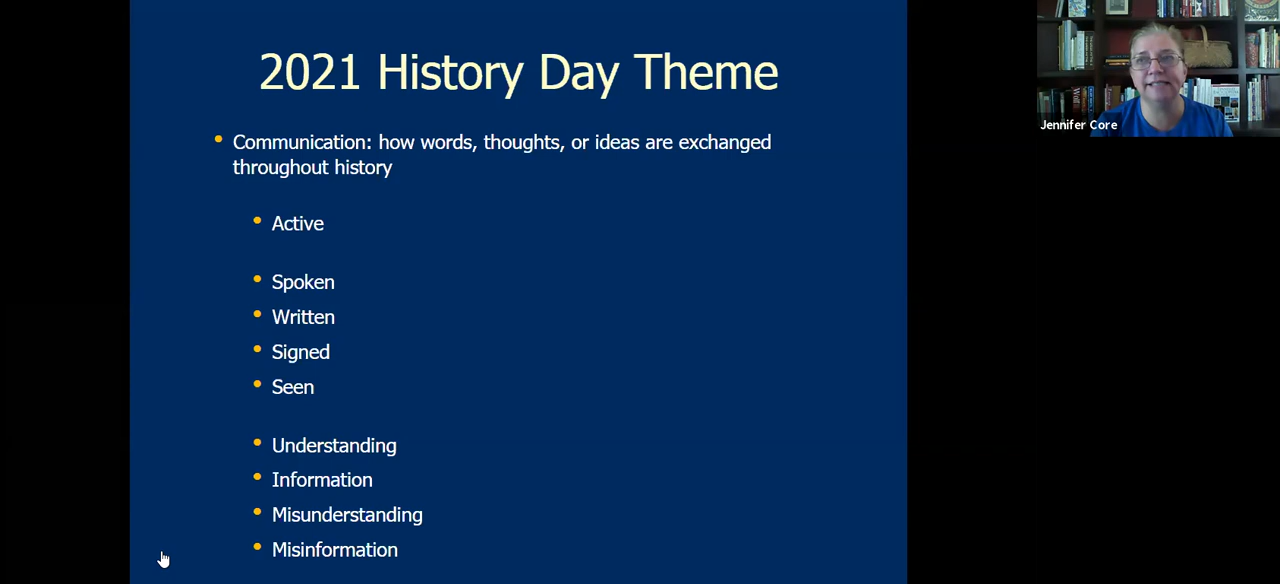 2021 History Day Theme
• Communication: how words, thoughts, or ideas are exchanged
throughout history
• Active
• Spoken
• Written
• Signed
• Seen
• Understanding
• Information
• Misunderstanding
• Misinformation
Jennifer Core